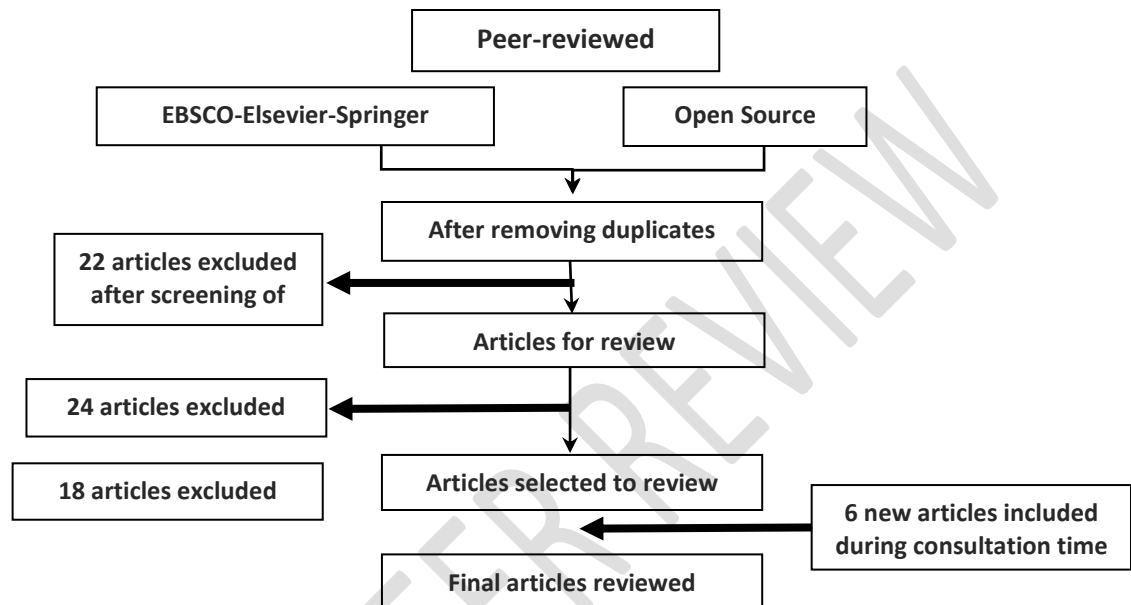 Peer-reviewed
EBSCO-Elsevier-Springer
Open Source
After removing duplicates
22 articles excluded
after screening of
Articles for review
24 articles excluded
18 articles excluded
Articles selected to review
6 new articles included
during consultation time
Final articles reviewed
ER REVIEW